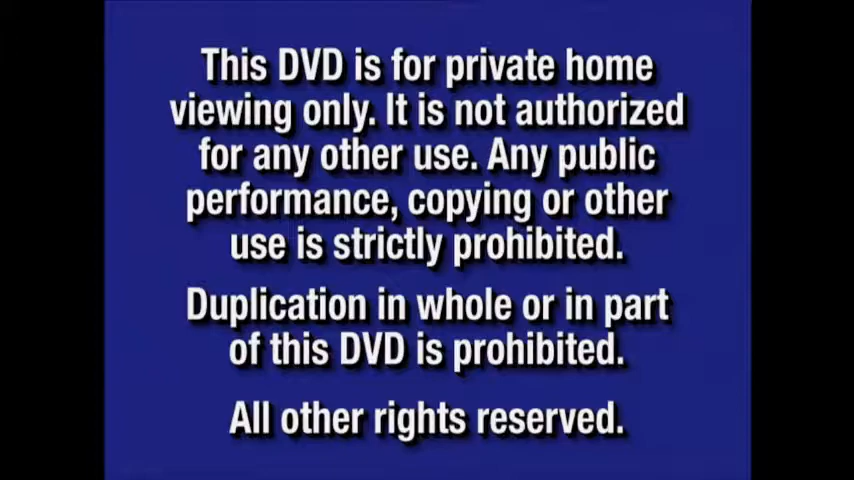 This DVD is for private home
viewing only. It is not authorized
for any other use. Any public
performance, copying or other
use is strictly prohibited.
Duplication in whole or in part
of this DVD is prohibited.
All other rights reserved.